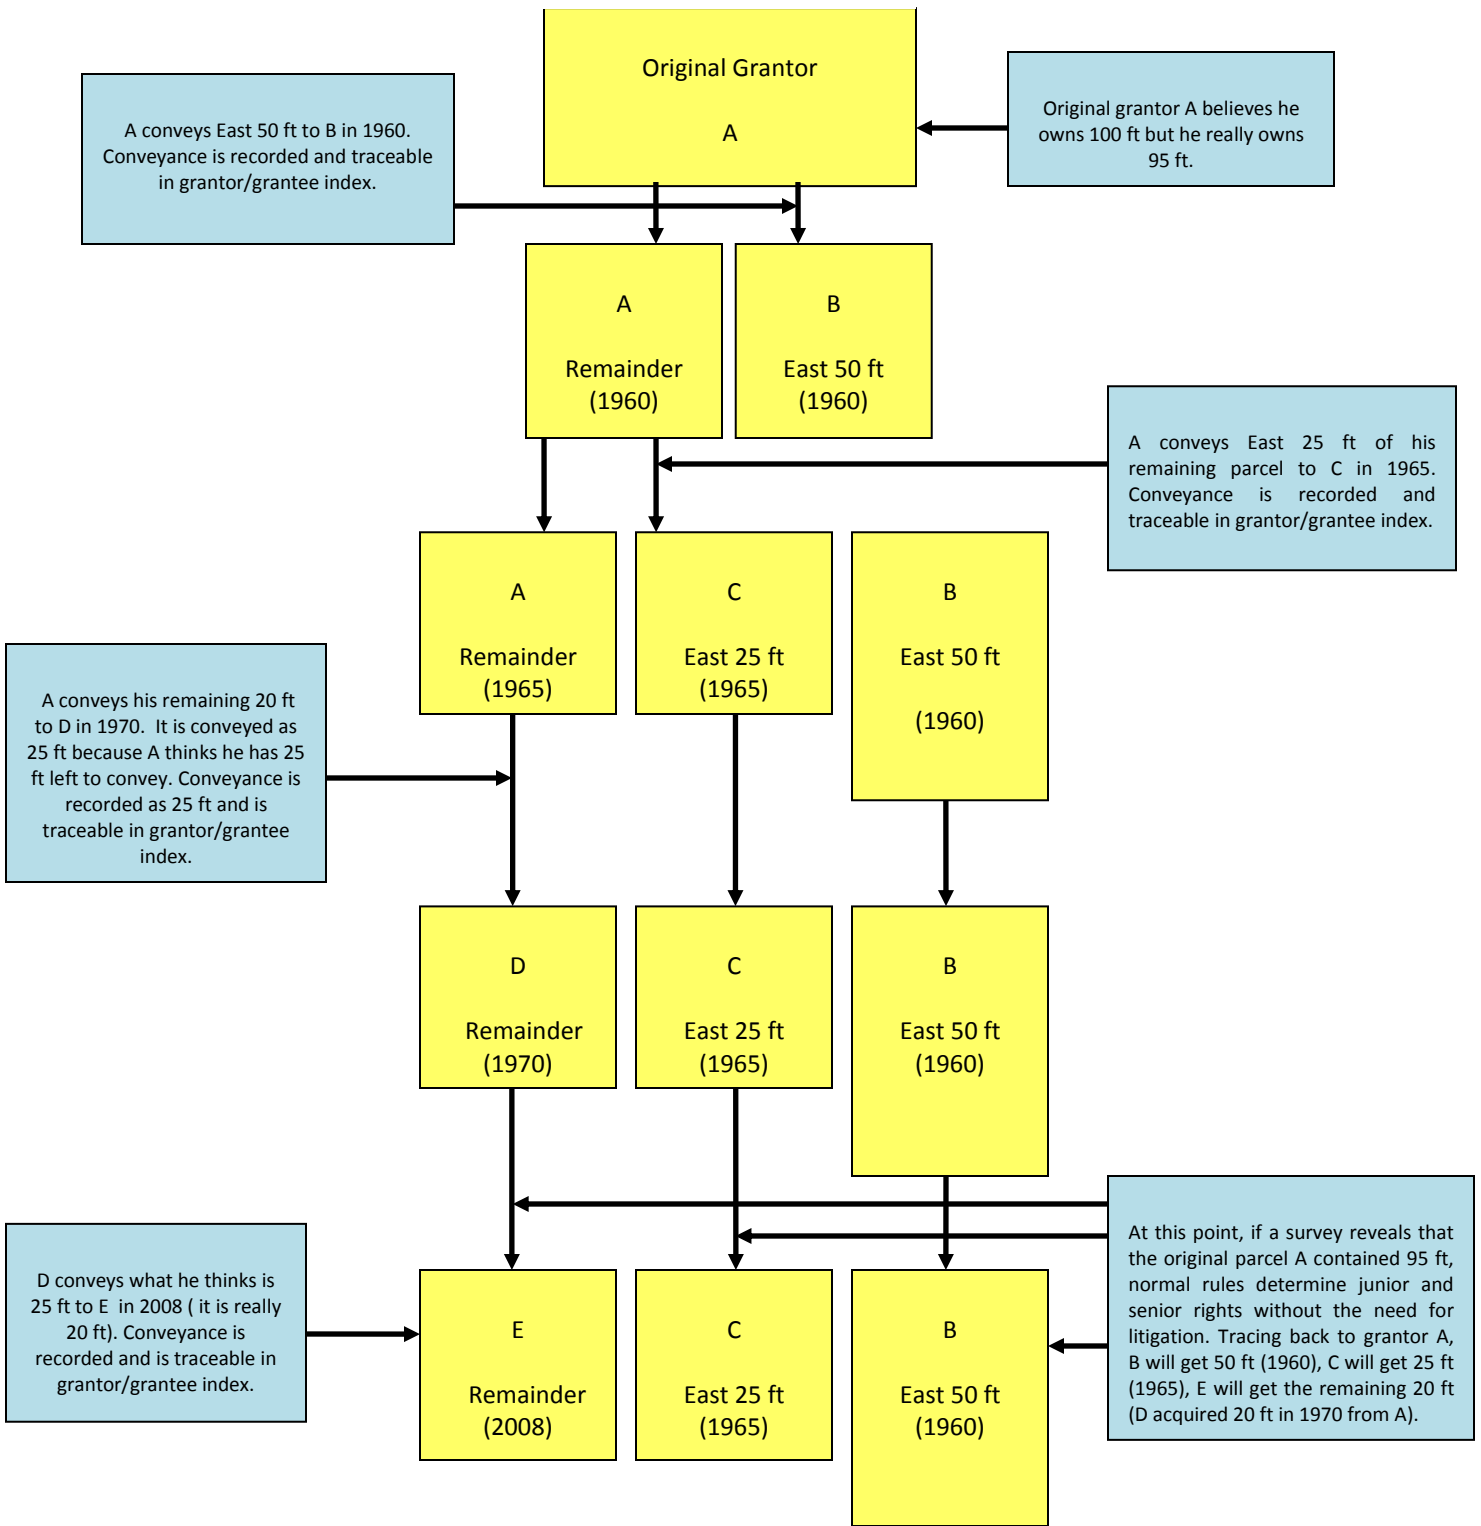 Original Grantor
A
A conveys East 50 ft to B in 1960.
Conveyance is recorded and traceable
in grantor/grantee index.
Original grantor A believes he
owns 100 ft but he really owns
95 ft.
A
Remainder
(1960)
B
East 50 ft
(1960)
A conveys East 25 ft of his
remaining parcel to C in 1965.
Conveyance is recorded and
traceable in grantor/grantee index.
A
Remainder
(1965)
C
East 25 ft
(1965)
B
East 50 ft
(1960)
A conveys his remaining 20 ft
to D in 1970. It is conveyed as
25 ft because A thinks he has 25
ft left to convey. Conveyance is
recorded as 25 ft and is
traceable in grantor/grantee
index.
D
Remainder
(1970)
C
East 25 ft
(1965)
B
East 50 ft
(1960)
At this point, if a survey reveals that
the original parcel A contained 95 ft,
normal rules determine junior and
senior rights without the need for
litigation. Tracing back to grantor A,
B will get 50 ft (1960), C will get 25 ft
(1965), E will get the remaining 20 ft
(D acquired 20 ft in 1970 from A).
D conveys what he thinks is
25 ft to E in 2008 ( it is really
20 ft). Conveyance is
recorded and is traceable in
grantor/grantee index.
E
Remainder
(2008)
C
East 25 ft
(1965)
B
East 50 ft
(1960)